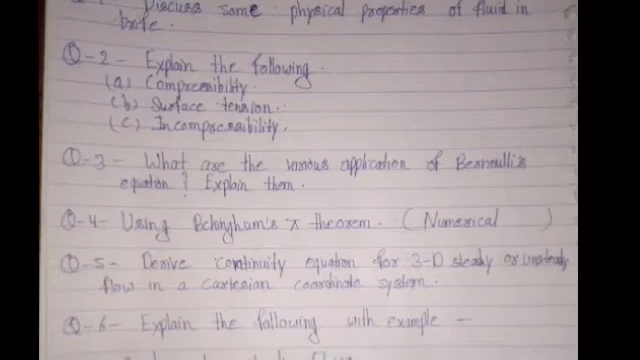 Discuss some physical properties of fluid in
brife.
Q-2- Explain the following.
(a) Compressibility.
(b) Surface tension.
(c) Incompressibility.
Q-3- What are the various application of Bernoulli's
equation? Explain them.
Q-4- Using Bchingham's π theorem. (Numerical )
Q-5- Derive continuity equation for 3-D steady or unsteady
flow in a cartesian coordinate system.
Q-6- Explain the following with example -